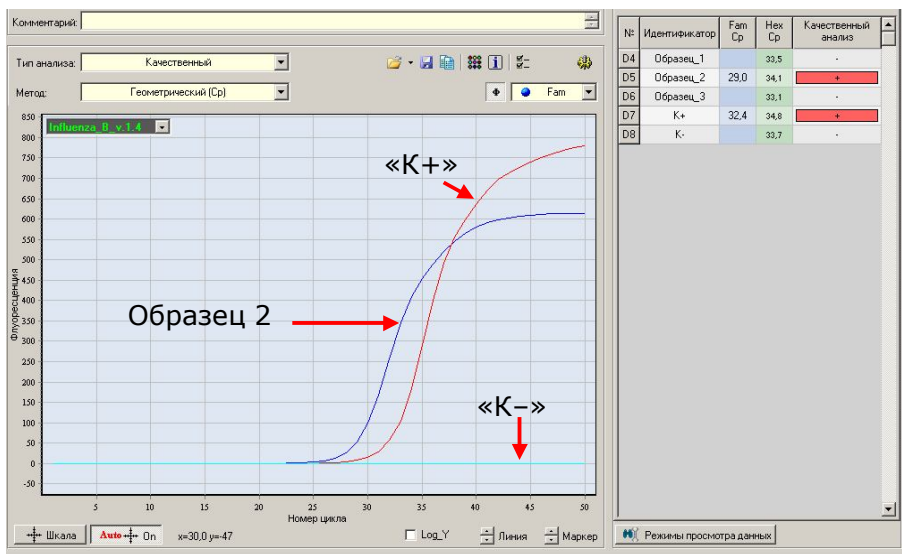 Комментарий:
Тип анализа: Качественный
Метод: Геометрический (Cp)
Fam
Influenza_B_v.1.4
850
800
750
700
650
600
550
500
450
400
350
300
250
200
150
100
50
0
-50
Флуоресценция
«К+»
Образец 2
«К–»
5 10 15 20 25 30 35 40 45 50
Номер цикла
Шкала Auto On x=30,0 y=-47 Log_Y Линия Маркер
№ Идентификатор Fam Cp Hex Cp Качественный анализ
D4 Образец_1 33,5 -
D5 Образец_2 29,0 34,1 +
D6 Образец_3 33,1 -
D7 К+ 32,4 34,8 +
D8 К- 33,7 -
Режимы просмотра данных